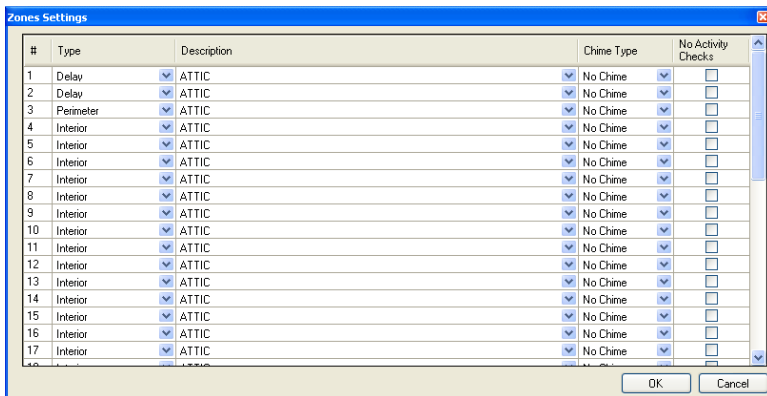 Zones Settings
# Type Description Chime Type No Activity Checks
1 Delay ATTIC No Chime
2 Delay ATTIC No Chime
3 Perimeter ATTIC No Chime
4 Interior ATTIC No Chime
5 Interior ATTIC No Chime
6 Interior ATTIC No Chime
7 Interior ATTIC No Chime
8 Interior ATTIC No Chime
9 Interior ATTIC No Chime
10 Interior ATTIC No Chime
11 Interior ATTIC No Chime
12 Interior ATTIC No Chime
13 Interior ATTIC No Chime
14 Interior ATTIC No Chime
15 Interior ATTIC No Chime
16 Interior ATTIC No Chime
17 Interior ATTIC No Chime
OK Cancel